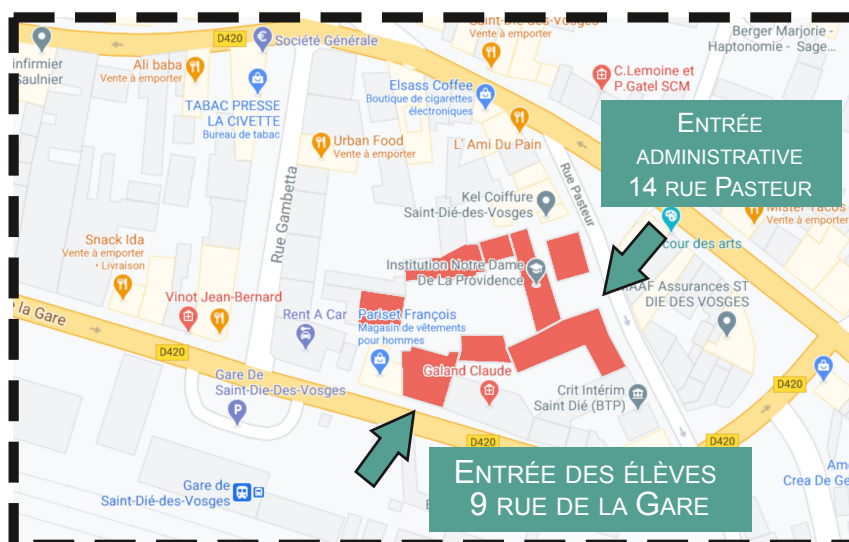 Saint-Dié-des-Vosges
Vente à emporter
Berger Marjorie -
Haptonomie - Sage...
D420
Société Générale
infirmier
Saulnier
Ali baba
Vente à emporter
C.Lemoine et
P.Gatel SCM
Elsass Coffee
Boutique de cigarettes
électroniques
TABAC PRESSE
LA CIVETTE
Bureau de tabac
D420
ENTRÉE
ADMINISTRATIVE
14 RUE PASTEUR
Urban Food
Vente à emporter
L' Ami Du Pain
Rue Pasteur
Kel Coiffure
Saint-Dié-des-Vosges
Mister Tacos
Vente à emporter
Rue Gambetta
cour des arts
Snack Ida
Vente à emporter
• Livraison
Institution Notre Dame
De La Providence
MAAF Assurances ST
DIE DES VOSGES
Vinot Jean-Bernard
la Gare
Rent A Car
Pariset François
Magasin de vêtements
pour hommes
D420
Galand Claude
D420
Gare De
Saint-Die-Des-Vosges
Crit Intérim
Saint Dié (BTP)
D420
D420
ENTRÉE DES ÉLÈVES
9 RUE DE LA GARE
Gare de
Saint-Dié-des-Vosges
Crea De Ge